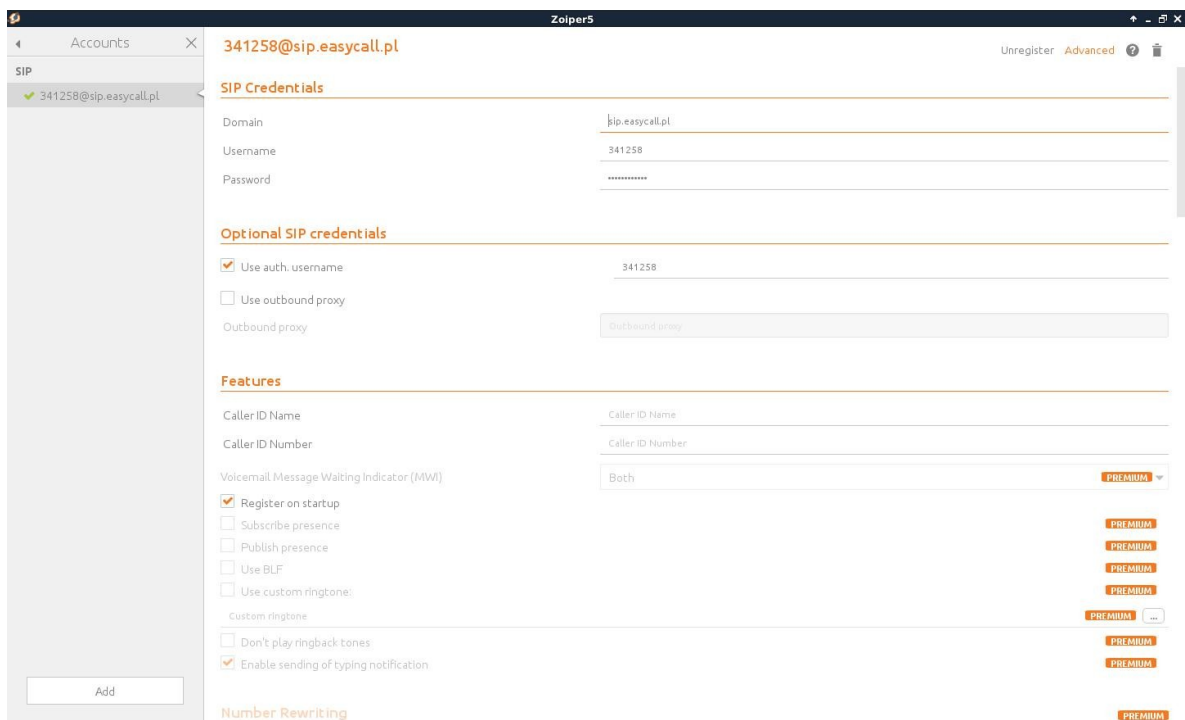 Zoiper5
Accounts
SIP
341258@sip.easycall.pl
Add
341258@sip.easycall.pl
Unregister Advanced
SIP Credentials
Domain sip.easycall.pl
Username 341258
Password ••••••••••••
Optional SIP credentials
Use auth. username 341258
Use outbound proxy
Outbound proxy Outbound proxy
Features
Caller ID Name Caller ID Name
Caller ID Number Caller ID Number
Voicemail Message Waiting Indicator (MWI) Both PREMIUM
Register on startup
Subscribe presence PREMIUM
Publish presence PREMIUM
Use BLF PREMIUM
Use custom ringtone: PREMIUM
Custom ringtone PREMIUM ...
Don't play ringback tones PREMIUM
Enable sending of typing notification PREMIUM
Number Rewriting PREMIUM